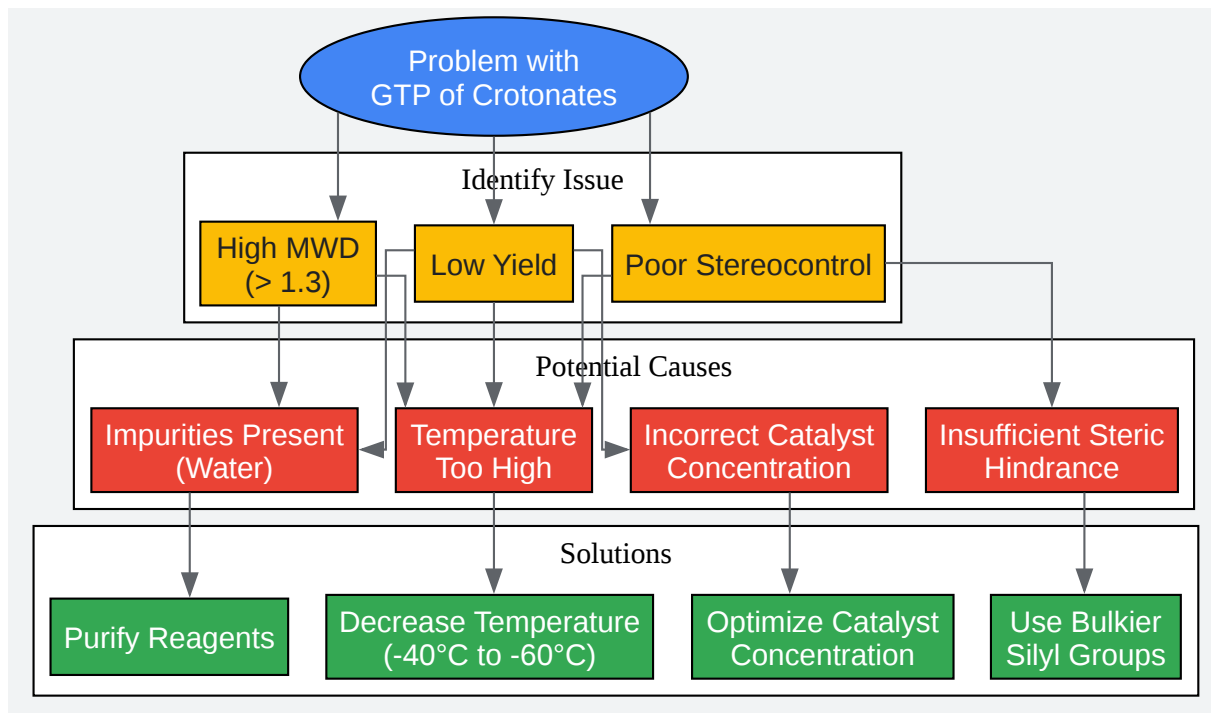 Problem with
GTP of Crotonates
Identify Issue
High MWD
(> 1.3)
Low Yield
Poor Stereocontrol
Potential Causes
Impurities Present
(Water)
Temperature
Too High
Incorrect Catalyst
Concentration
Insufficient Steric
Hindrance
Solutions
Purify Reagents
Decrease Temperature
(-40°C to -60°C)
Optimize Catalyst
Concentration
Use Bulkier
Silyl Groups